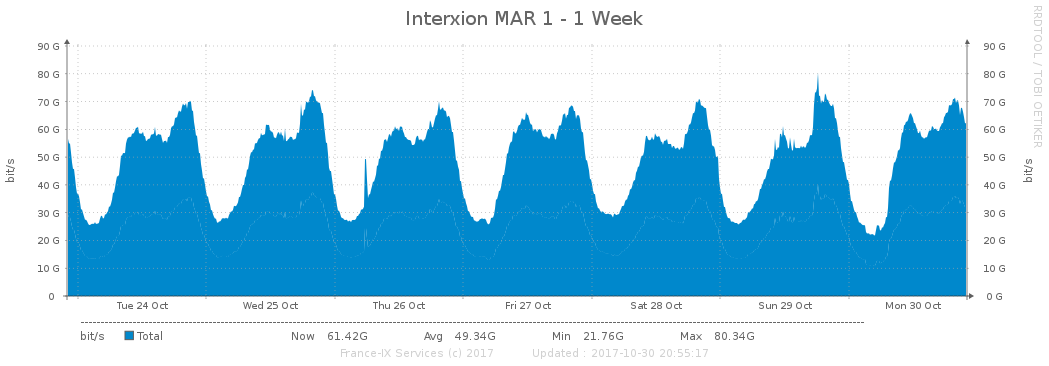 Interxion MAR 1 - 1 Week
RRDTOOL / TOBI OETIKER
90 G 90 G
80 G 80 G
70 G 70 G
60 G 60 G
50 G 50 G
40 G 40 G
30 G 30 G
20 G 20 G
10 G 10 G
0 0 G
bit/s bit/s
Tue 24 Oct Wed 25 Oct Thu 26 Oct Fri 27 Oct Sat 28 Oct Sun 29 Oct Mon 30 Oct
bit/s Total Now 61.42G Avg 49.34G Min 21.76G Max 80.34G
France-IX Services (c) 2017 Updated : 2017-10-30 20:55:17